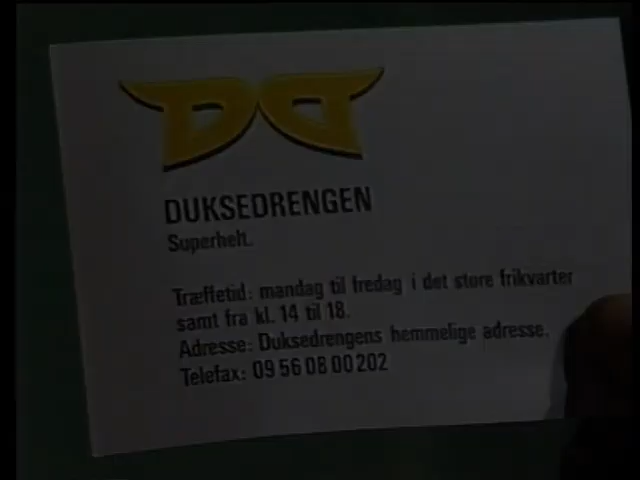 DD
DUKSEDRENGEN
Superhelt.
Træffetid: mandag til fredag i det store frikvarter
samt fra kl. 14 til 18.
Adresse: Duksedrengens hemmelige adresse.
Telefax: 09 56 08 00 202